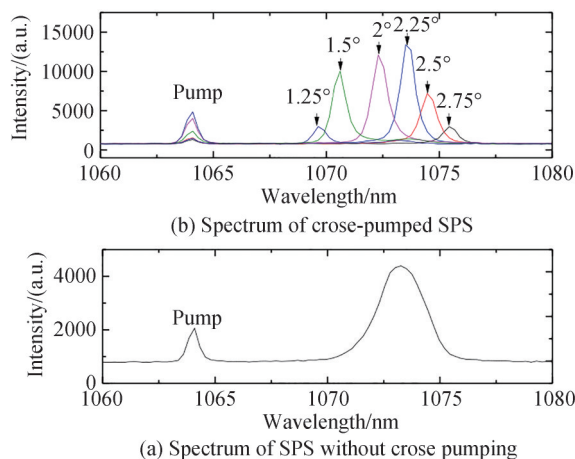 2.25°
2°
1.5°
2.5°
Pump
2.75°
1.25°
15000
10000
5000
0
Intensity/(a.u.)
1060 1065 1070 1075 1080
Wavelength/nm
(b) Spectrum of crose-pumped SPS
4000
2000
0
Intensity/(a.u.)
Pump
1060 1065 1070 1075 1080
Wavelength/nm
(a) Spectrum of SPS without crose pumping